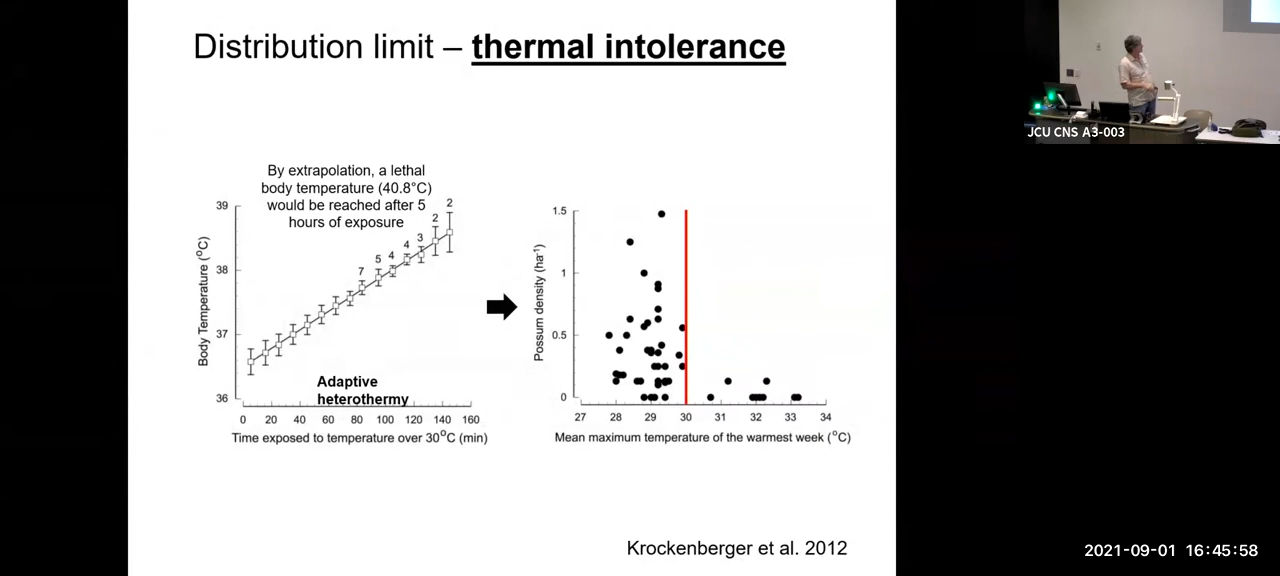 Distribution limit – thermal intolerance
JCU CNS A3-003
By extrapolation, a lethal
body temperature (40.8°C)
would be reached after 5
hours of exposure
39
38
37
36
Body Temperature (°C)
7
5
4
4
3
2
2
Adaptive
heterothermy
0 20 40 60 80 100 120 140 160
Time exposed to temperature over 30°C (min)
1.5
1
0.5
0
Possum density (ha⁻¹)
27 28 29 30 31 32 33 34
Mean maximum temperature of the warmest week (°C)
Krockenberger et al. 2012
2021-09-01 16:45:58